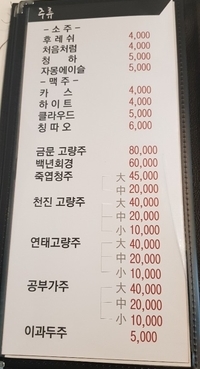 주류
- 소 주 -
후 레 쉬 4,000
처음처럼 4,000
청 하 5,000
자몽에이슬 5,000
- 맥 주 -
카 스 4,000
하 이 트 4,000
클라우드 5,000
칭 따 오 6,000
금문 고량주 80,000
백년회경 60,000
죽엽청주 大 45,000
中 20,000
천진 고량주 大 40,000
中 20,000
小 10,000
연태고량주 大 40,000
中 20,000
小 10,000
공부가주 大 40,000
中 20,000
小 10,000
이과두주 5,000